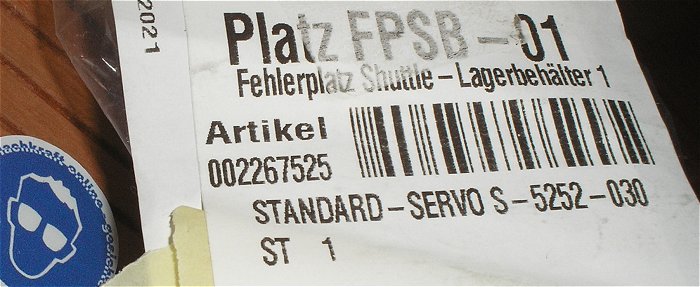 2021
Platz FPSB-01
Fehlerplatz Shuttle-Lagerbehälter 1
Artikel
002267525
STANDARD-SERVO S-5252-030
ST 1